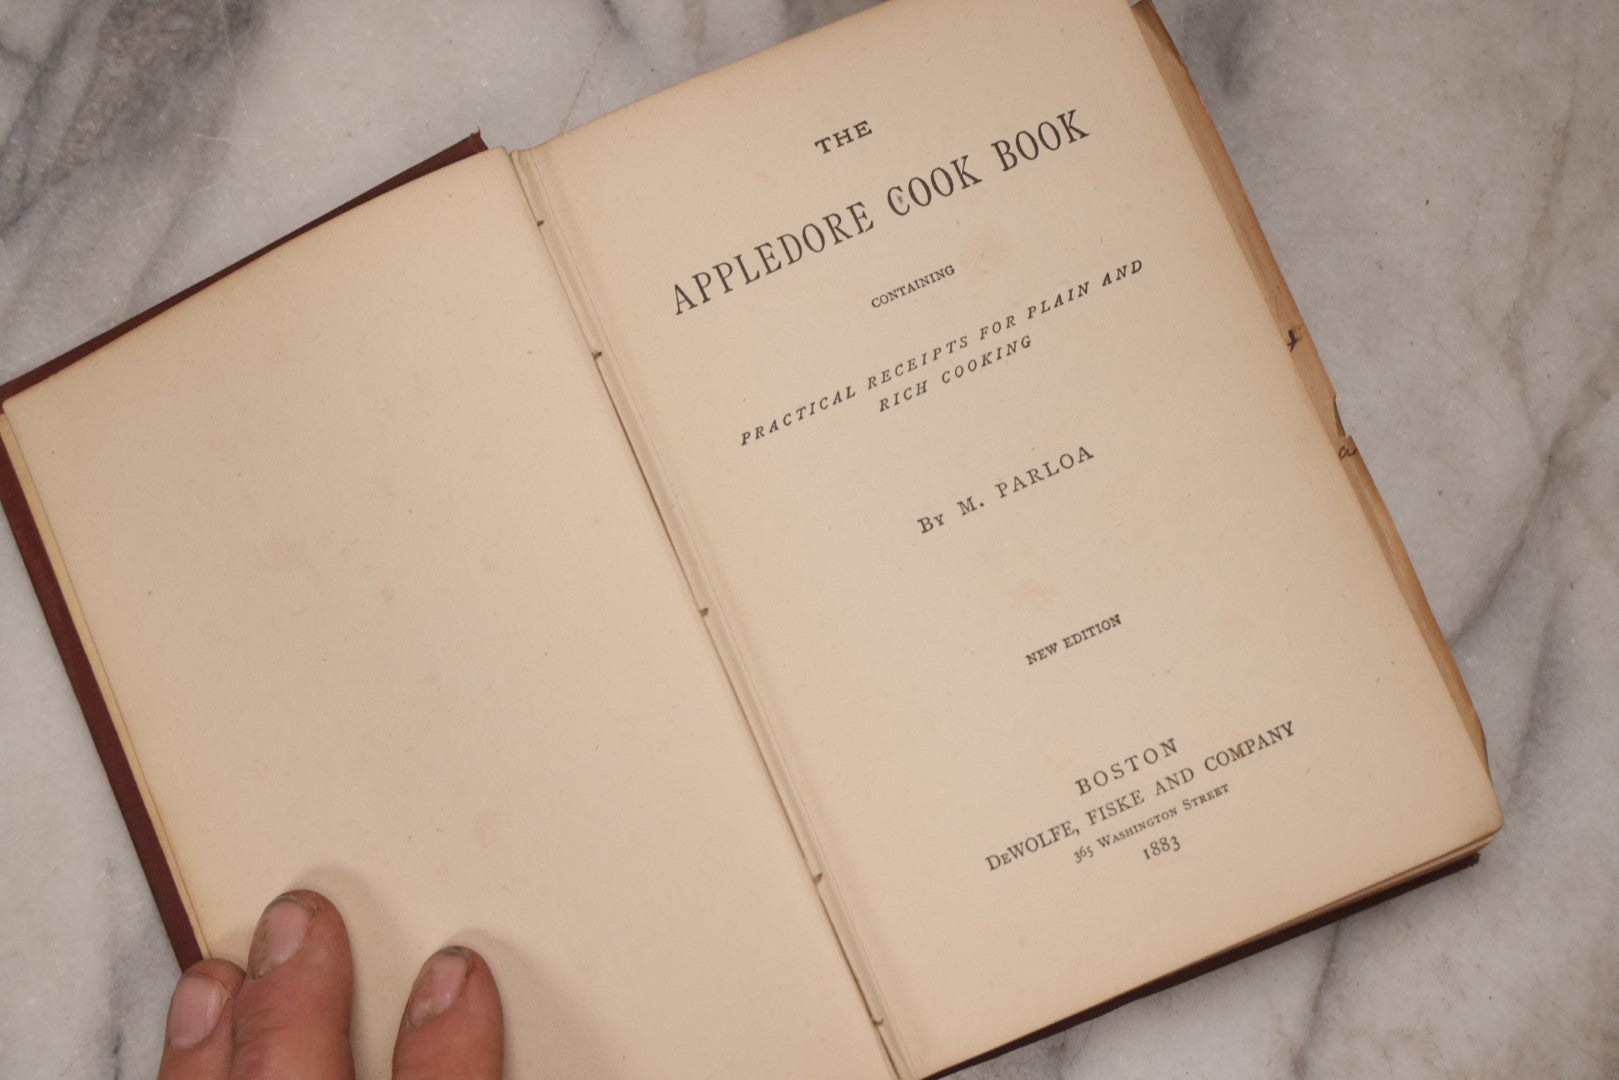 THE
APPLEDORE COOK BOOK
CONTAINING
PRACTICAL RECEIPTS FOR PLAIN AND
RICH COOKING
By M. PARLOA
NEW EDITION
BOSTON
DeWOLFE, FISKE AND COMPANY
365 Washington Street
1883
a